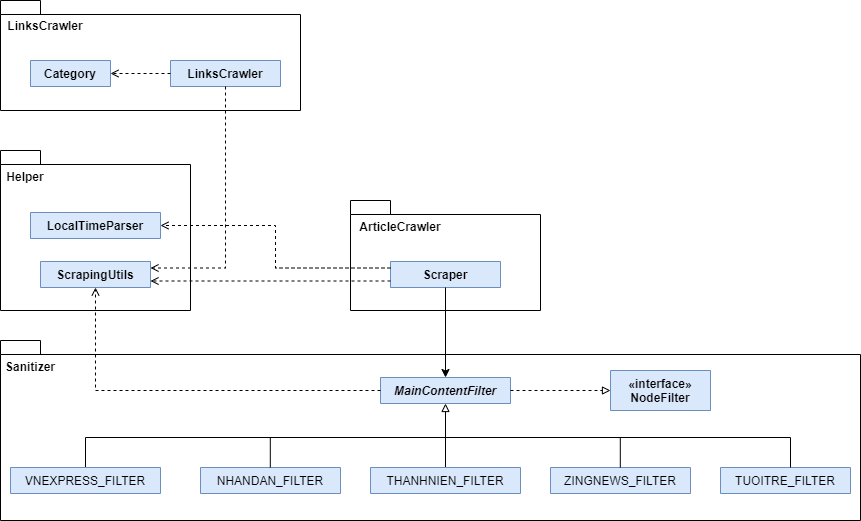 LinksCrawler
Category
LinksCrawler
Helper
LocalTimeParser
ScrapingUtils
ArticleCrawler
Scraper
Sanitizer
MainContentFilter
«interface»
NodeFilter
VNEXPRESS_FILTER
NHANDAN_FILTER
THANHNIEN_FILTER
ZINGNEWS_FILTER
TUOITRE_FILTER